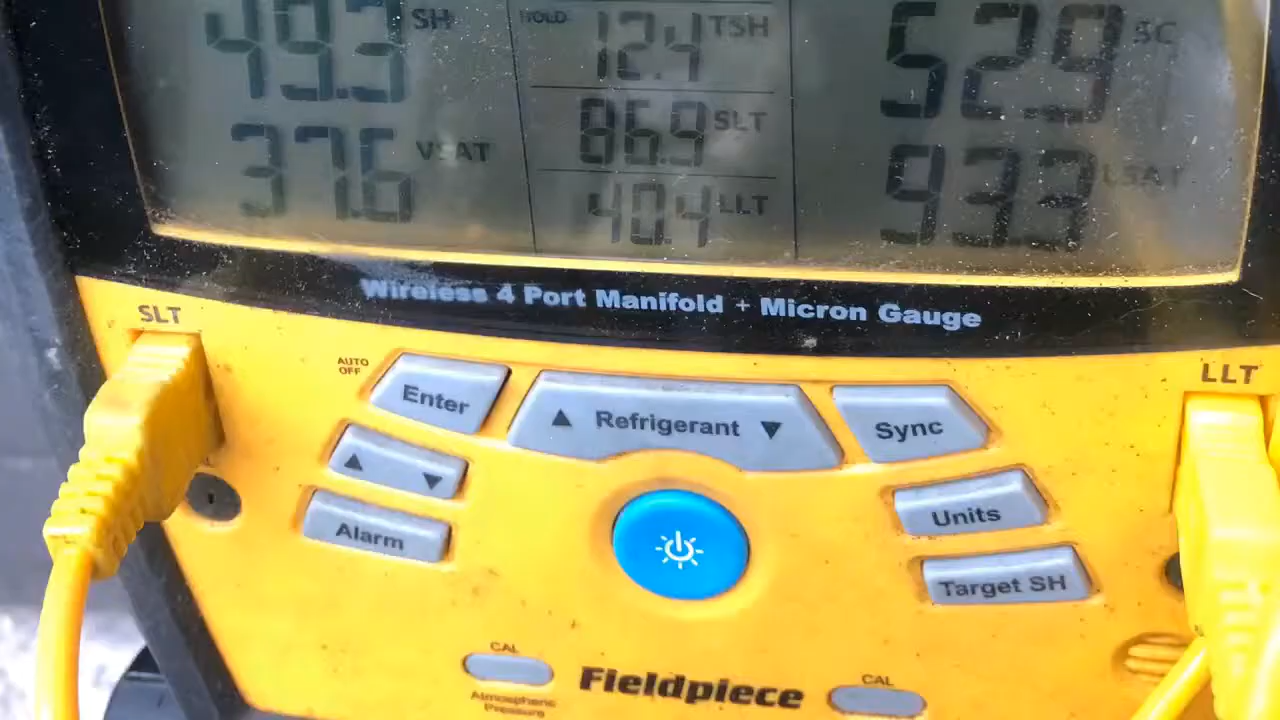 49.3 SH
HOLD 12.4 TSH
52.9 SC
37.6 VSAT
86.9 SLT
40.4 LLT
93.3 LSAT
Wireless 4 Port Manifold + Micron Gauge
SLT
LLT
AUTO
OFF
Enter
▲ Refrigerant ▼
Sync
▲ ▼
Alarm
Units
Target SH
CAL
Atmospheric
Pressure
Fieldpiece
CAL